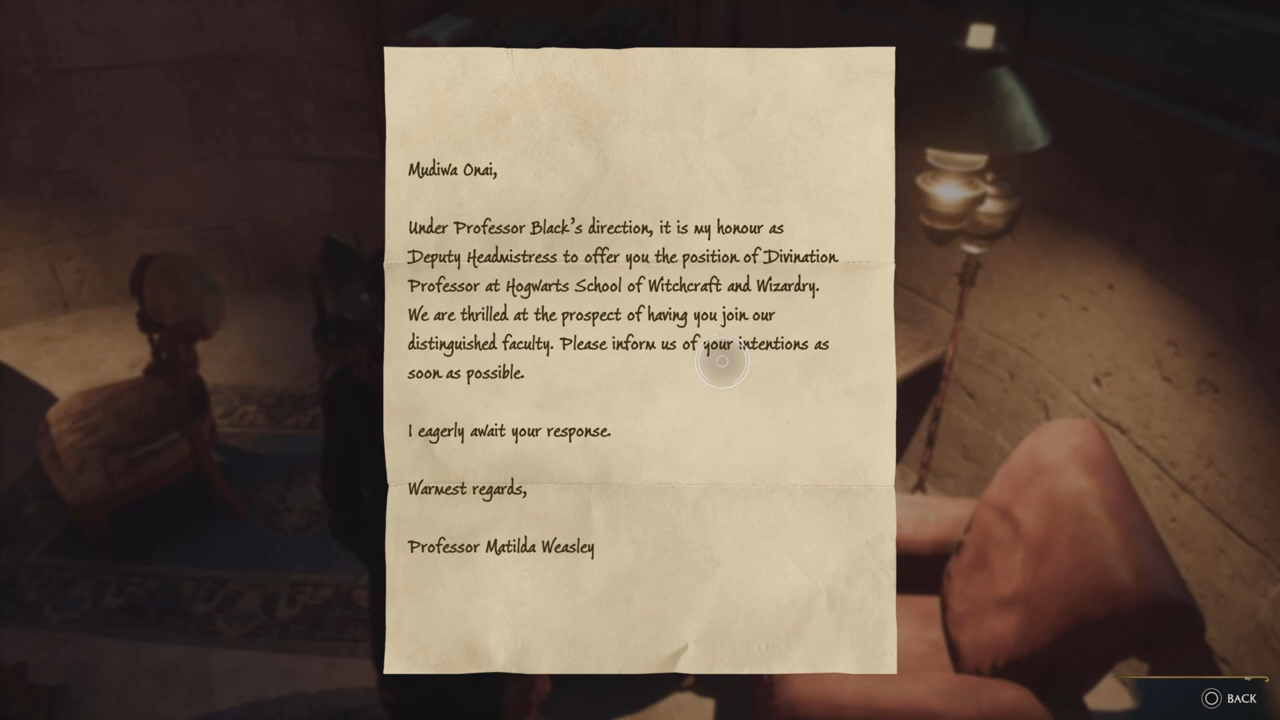 Mudiwa Onai,
Under Professor Black's direction, it is my honour as
Deputy Headmistress to offer you the position of Divination
Professor at Hogwarts School of Witchcraft and Wizardry.
We are thrilled at the prospect of having you join our
distinguished faculty. Please inform us of your intentions as
soon as possible.
I eagerly await your response.
Warmest regards,
Professor Matilda Weasley
BACK